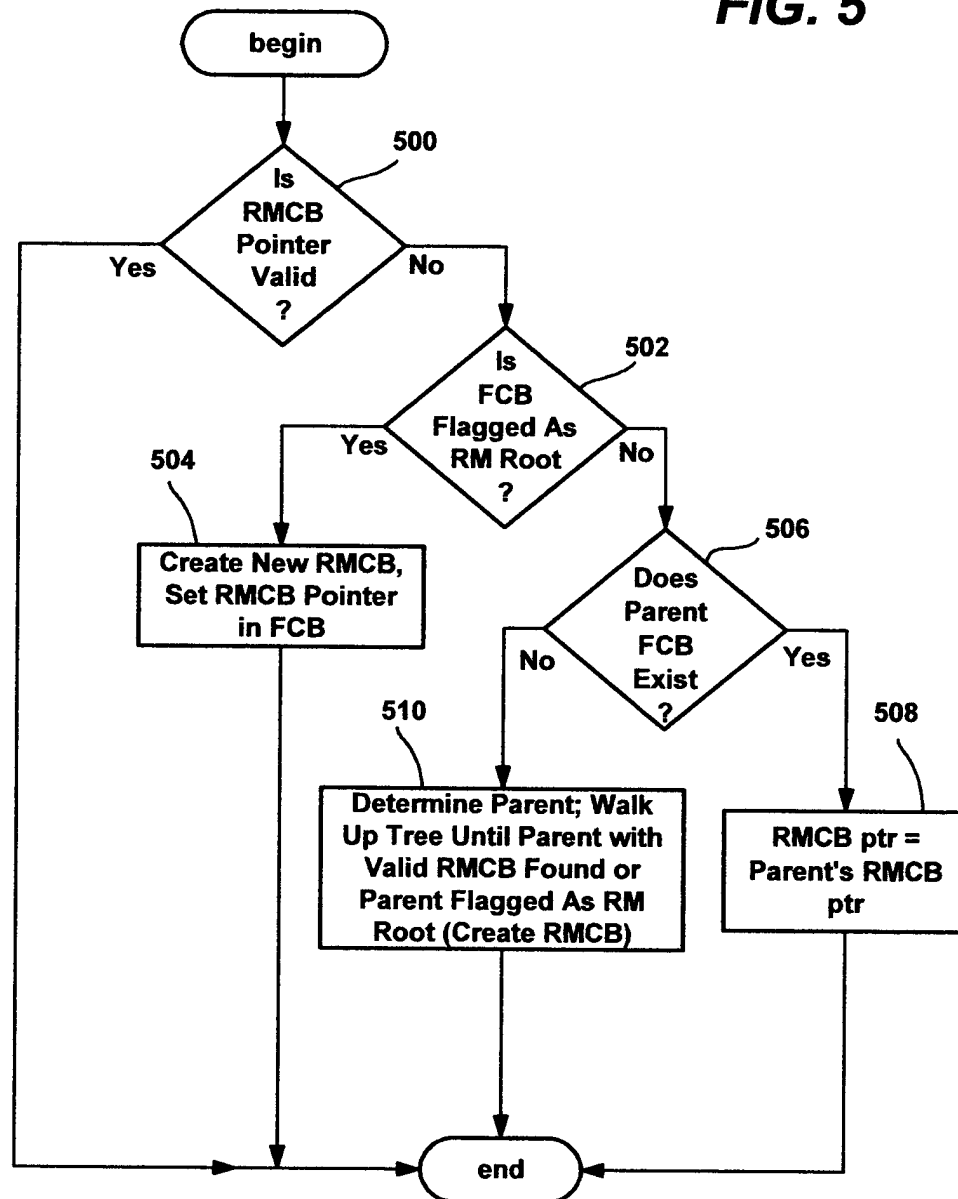 FIG. 5
begin
500
Is
RMCB
Pointer
Valid
?
Yes
No
502
Is
FCB
Flagged As
RM Root
?
Yes
No
504
Create New RMCB,
Set RMCB Pointer
in FCB
506
Does
Parent
FCB
Exist
?
No
Yes
510
Determine Parent; Walk
Up Tree Until Parent with
Valid RMCB Found or
Parent Flagged As RM
Root (Create RMCB)
508
RMCB ptr =
Parent's RMCB
ptr
end